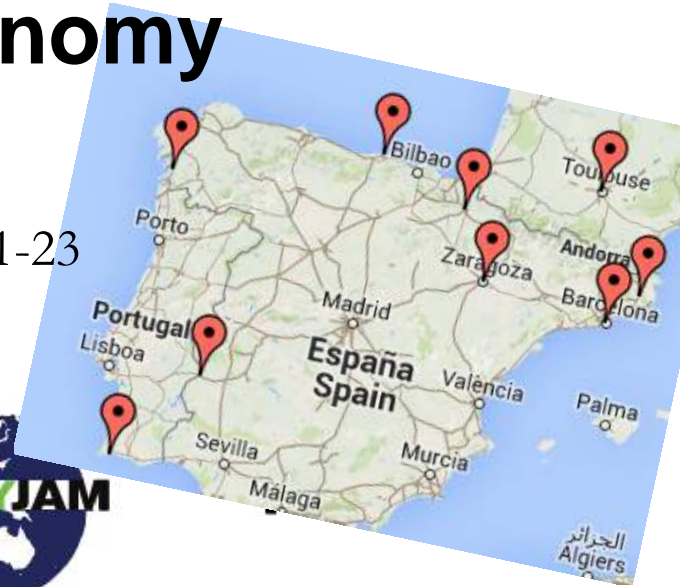 nomy
Bilbao
Toulouse
Porto
1-23
Zaragoza
Andorra
Barcelona
Madrid
Portugal
España
Spain
Lisboa
València
Palma
Sevilla
Murcia
YJAM
Málaga
الجزائر
Algiers